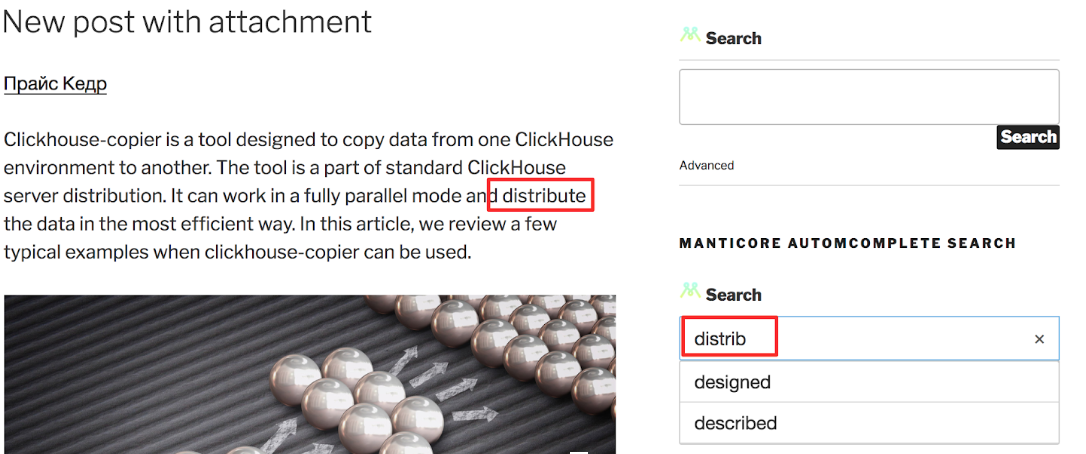 New post with attachment
Прайс Кедр
Clickhouse-copier is a tool designed to copy data from one ClickHouse
environment to another. The tool is a part of standard ClickHouse
server distribution. It can work in a fully parallel mode and distribute
the data in the most efficient way. In this article, we review a few
typical examples when clickhouse-copier can be used.
Search
Search
Advanced
MANTICORE AUTOMCOMPLETE SEARCH
Search
distrib ×
designed
described